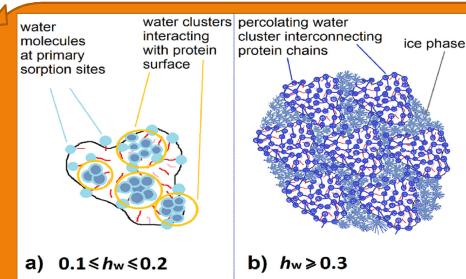 water
molecules
at primary
sorption sites
water clusters
interacting
with protein
surface
a) 0.1≤hw≤0.2
percolating water
cluster interconnecting
protein chains
ice phase
b) hw≥0.3